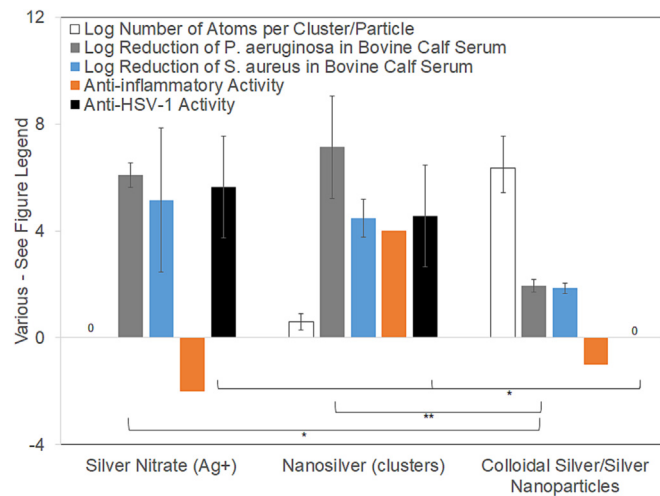 12
8
4
0
-4
Various - See Figure Legend
Log Number of Atoms per Cluster/Particle
Log Reduction of P. aeruginosa in Bovine Calf Serum
Log Reduction of S. aureus in Bovine Calf Serum
Anti-inflammatory Activity
Anti-HSV-1 Activity
0
0
*
**
*
Silver Nitrate (Ag+)
Nanosilver (clusters)
Colloidal Silver/Silver
Nanoparticles